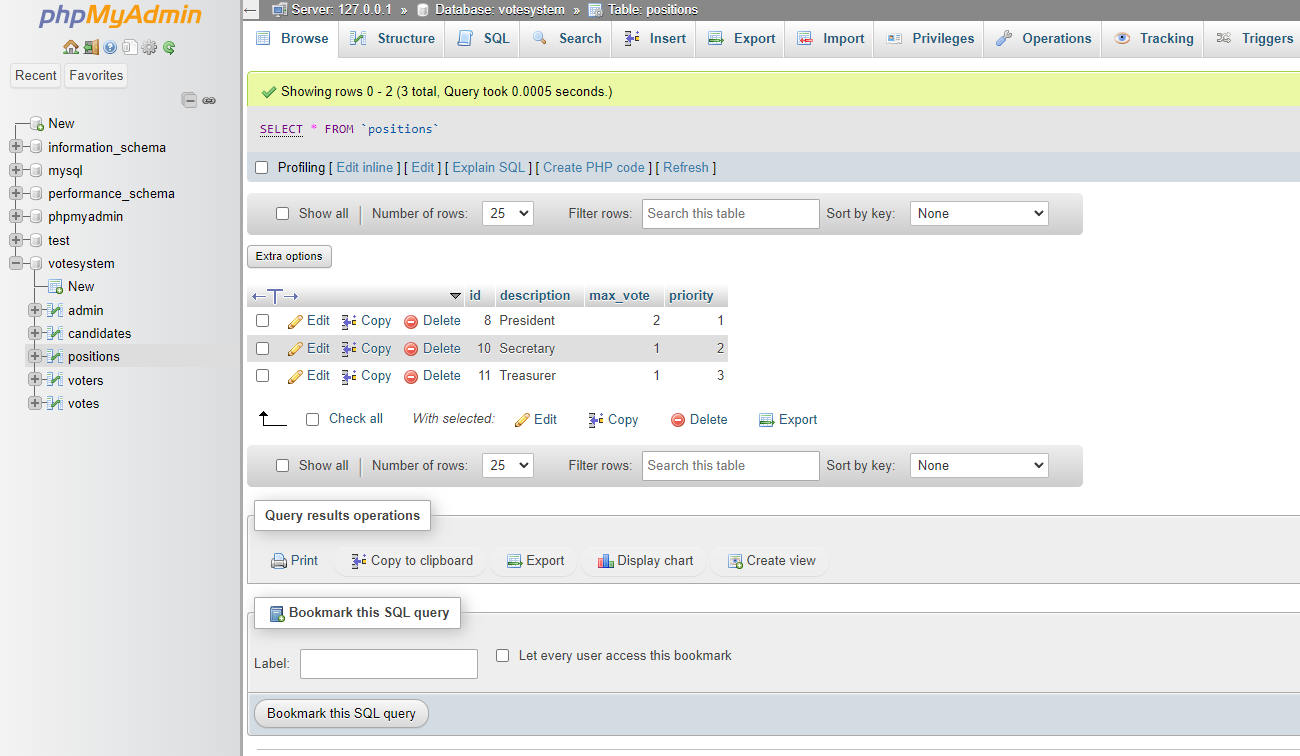 phpMyAdmin
Recent Favorites
New
information_schema
mysql
performance_schema
phpmyadmin
test
votesystem
New
admin
candidates
positions
voters
votes
Server: 127.0.0.1 » Database: votesystem » Table: positions
Browse Structure SQL Search Insert Export Import Privileges Operations Tracking Triggers
Showing rows 0 - 2 (3 total, Query took 0.0005 seconds.)
SELECT * FROM `positions`
Profiling [ Edit inline ] [ Edit ] [ Explain SQL ] [ Create PHP code ] [ Refresh ]
Show all | Number of rows: 25 Filter rows: Search this table Sort by key: None
Extra options
←T→ id description max_vote priority
Edit Copy Delete 8 President 2 1
Edit Copy Delete 10 Secretary 1 2
Edit Copy Delete 11 Treasurer 1 3
Check all With selected: Edit Copy Delete Export
Show all | Number of rows: 25 Filter rows: Search this table Sort by key: None
Query results operations
Print Copy to clipboard Export Display chart Create view
Bookmark this SQL query
Label: Let every user access this bookmark
Bookmark this SQL query